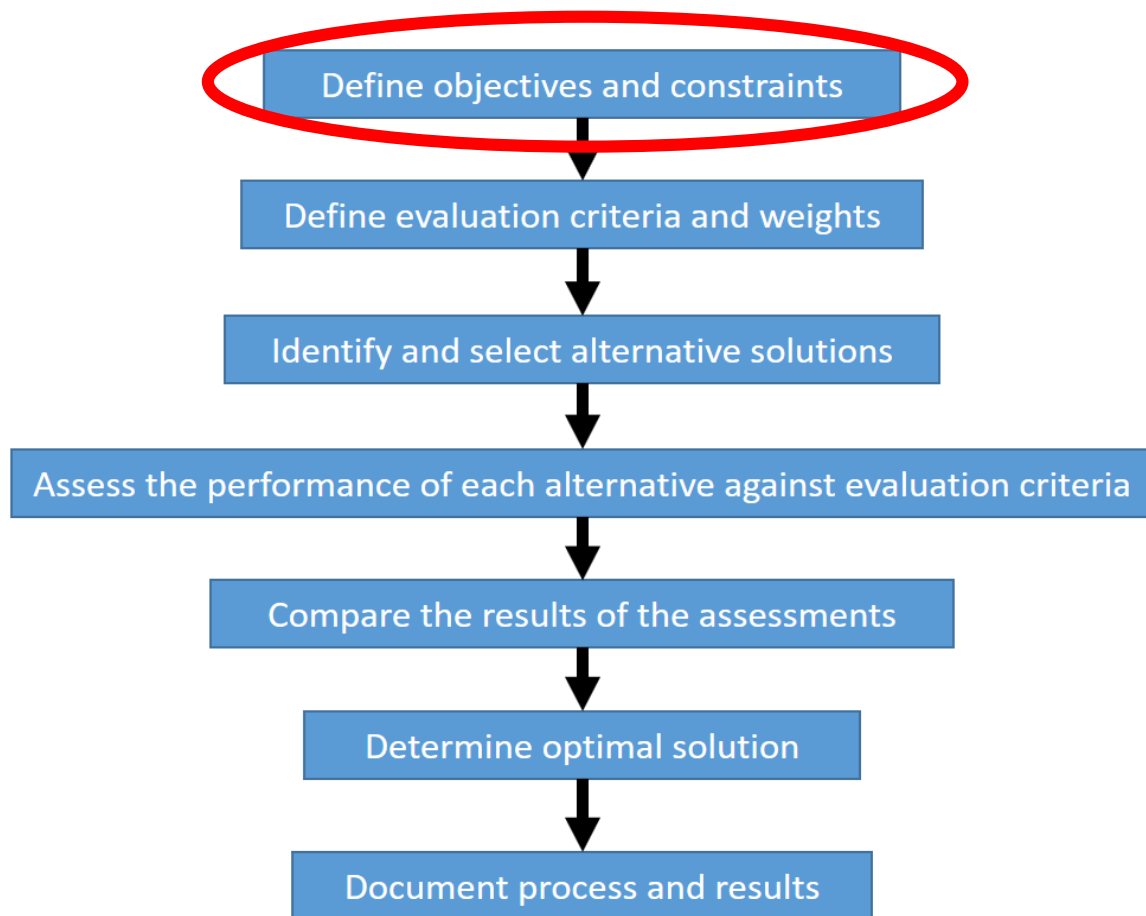 Define objectives and constraints
Define evaluation criteria and weights
Identify and select alternative solutions
Assess the performance of each alternative against evaluation criteria
Compare the results of the assessments
Determine optimal solution
Document process and results